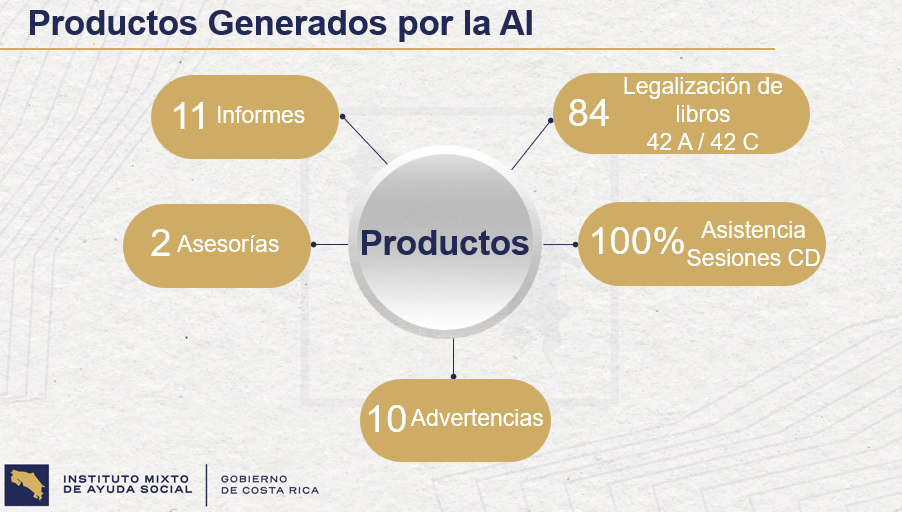 Productos Generados por la AI
11 Informes
84 Legalización de
libros
42 A / 42 C
2 Asesorías
Productos
100% Asistencia
Sesiones CD
10 Advertencias
INSTITUTO MIXTO
DE AYUDA SOCIAL
GOBIERNO
DE COSTA RICA